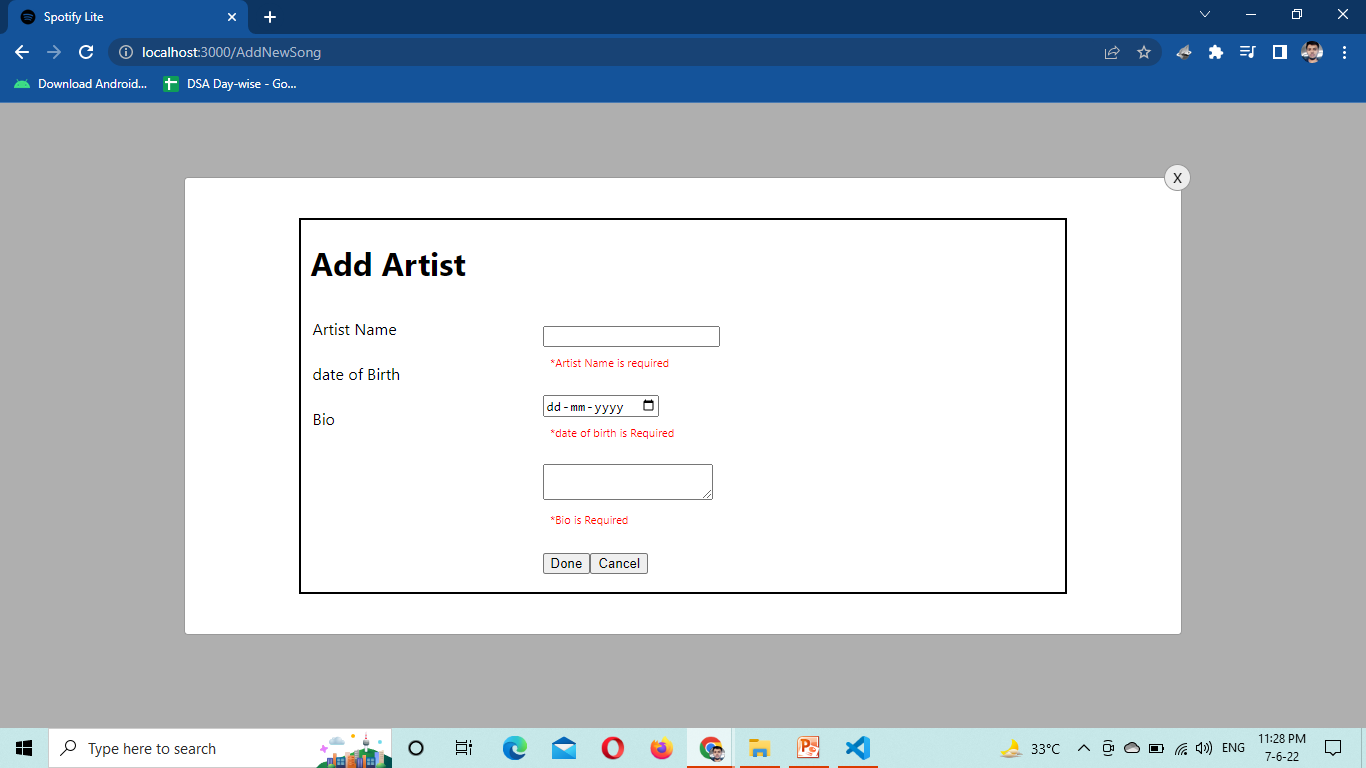 Spotify Lite
localhost:3000/AddNewSong
Download Android...
DSA Day-wise - Go...
X
Add Artist
Artist Name
*Artist Name is required
date of Birth
dd-mm-yyyy
*date of birth is Required
Bio
*Bio is Required
Done Cancel
Type here to search
33°C
ENG
11:28 PM
7-6-22